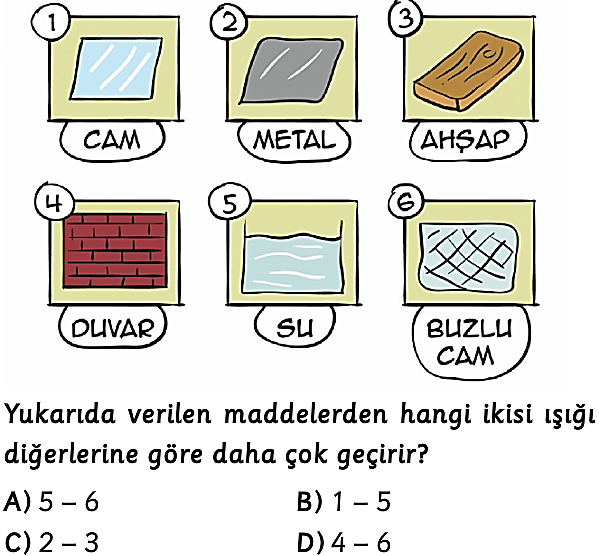 1 2 3
CAM METAL AHŞAP
4 5 6
DUVAR SU BUZLU
CAM
Yukarıda verilen maddelerden hangi ikisi ışığı
diğerlerine göre daha çok geçirir?
A) 5 – 6 B) 1 – 5
C) 2 – 3 D) 4 – 6